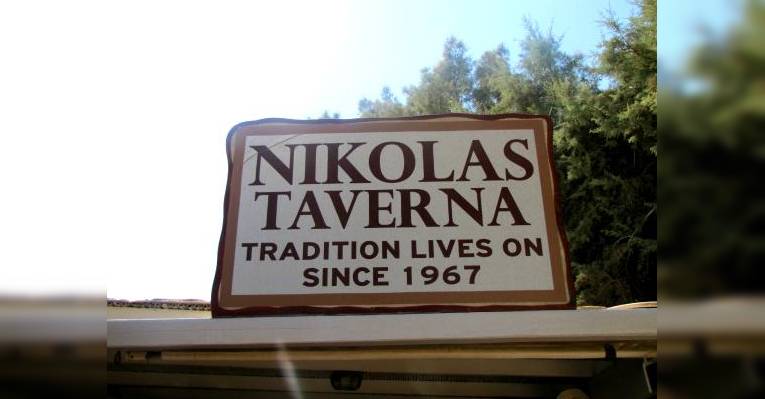 NIKOLAS
TAVERNA
TRADITION LIVES ON
SINCE 1967